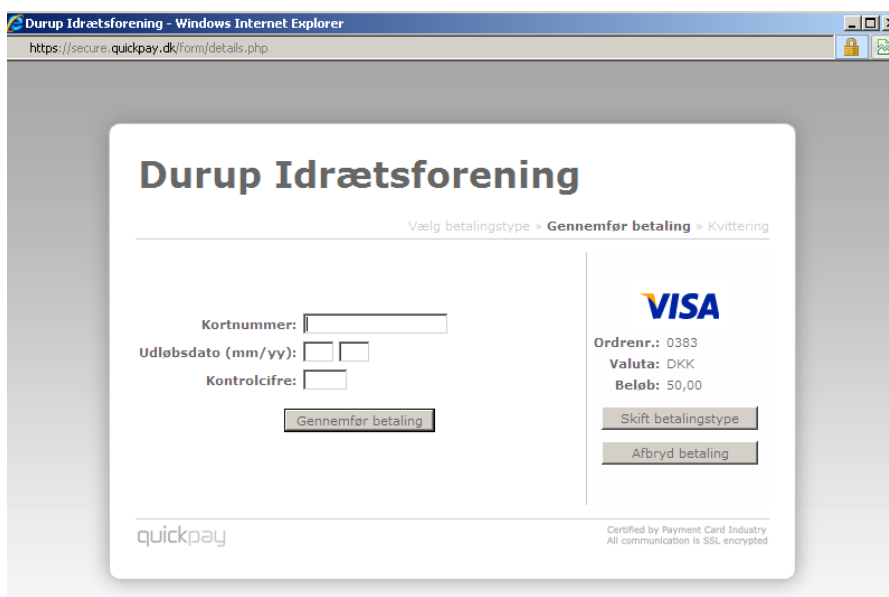 Durup Idrætsforening - Windows Internet Explorer
https://secure.quickpay.dk/form/details.php
Durup Idrætsforening
Vælg betalingstype » Gennemfør betaling » Kvittering
VISA
Kortnummer:
Udløbsdato (mm/yy):
Kontrolcifre:
Gennemfør betaling
Ordrenr.: 0383
Valuta: DKK
Beløb: 50,00
Skift betalingstype
Afbryd betaling
quickpay
Certified by Payment Card Industry
All communication is SSL encrypted